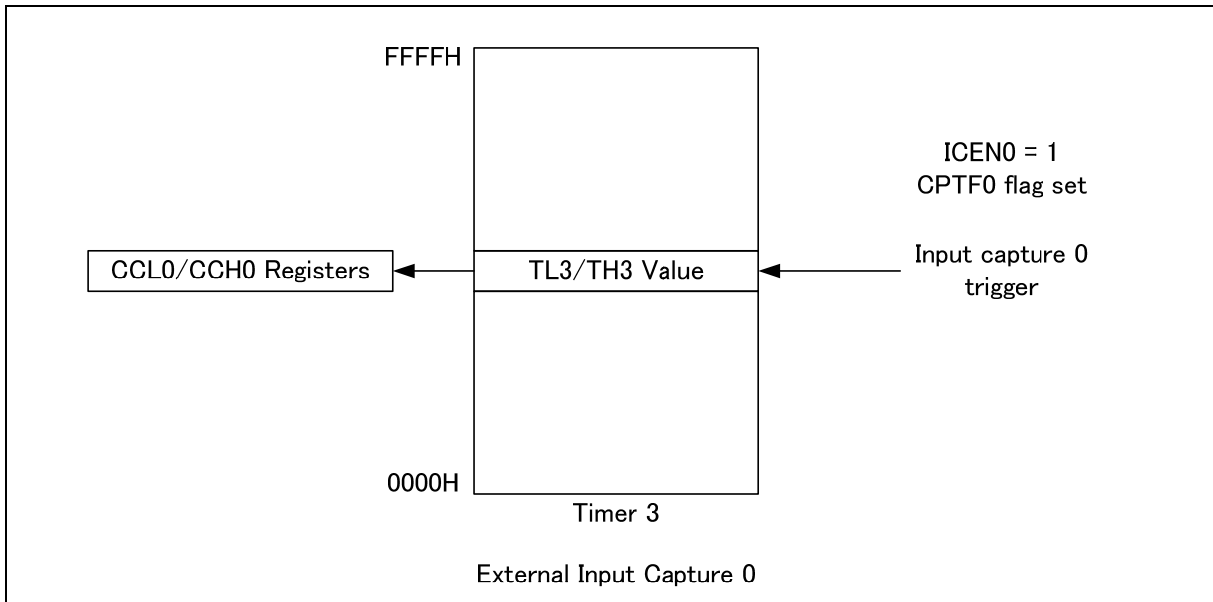 FFFFH
ICEN0 = 1
CPTF0 flag set
CCL0/CCH0 Registers
TL3/TH3 Value
Input capture 0
trigger
0000H
Timer 3
External Input Capture 0